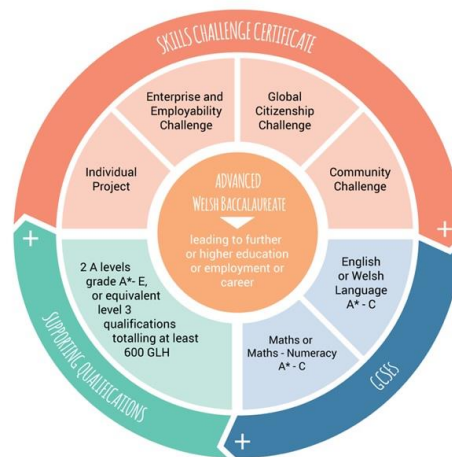 SKILLS CHALLENGE CERTIFICATE
Enterprise and
Employability
Challenge
Global
Citizenship
Challenge
Individual
Project
Community
Challenge
ADVANCED
WELSH BACCALAUREATE
leading to further
or higher education
or employment or
career
2 A levels
grade A*- E,
or equivalent
level 3
qualifications
totalling at least
600 GLH
English
or Welsh
Language
A* - C
Maths or
Maths - Numeracy
A* - C
SUPPORTING QUALIFICATIONS
GCSES
+
+
+